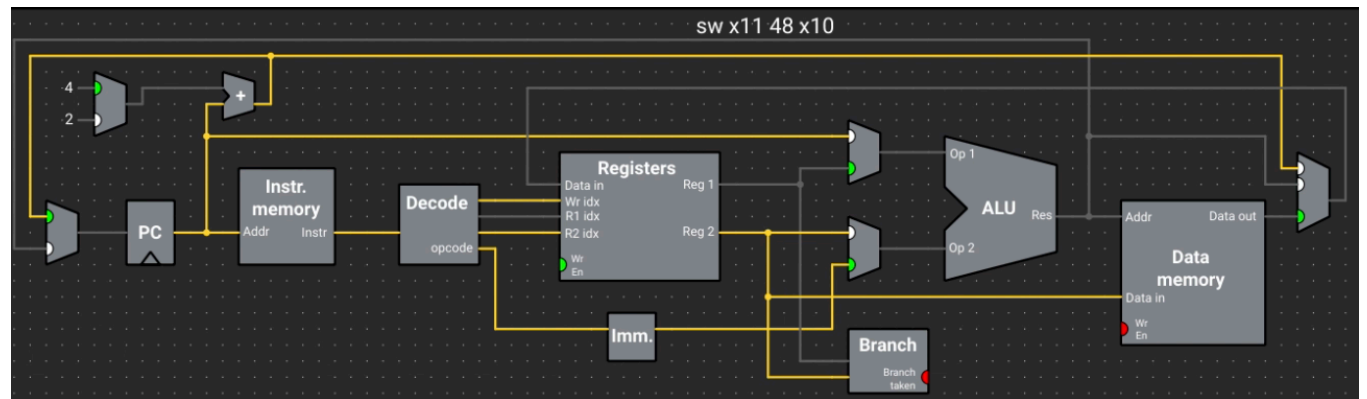 sw x11 48 x10
4
2
+
PC
Instr.
memory
Addr
Instr
Decode
opcode
Registers
Data in
Wr idx
R1 idx
R2 idx
Wr
En
Reg 1
Reg 2
Imm.
Op 1
Op 2
ALU
Res
Branch
Branch
taken
Addr
Data out
Data
memory
Data in
Wr
En